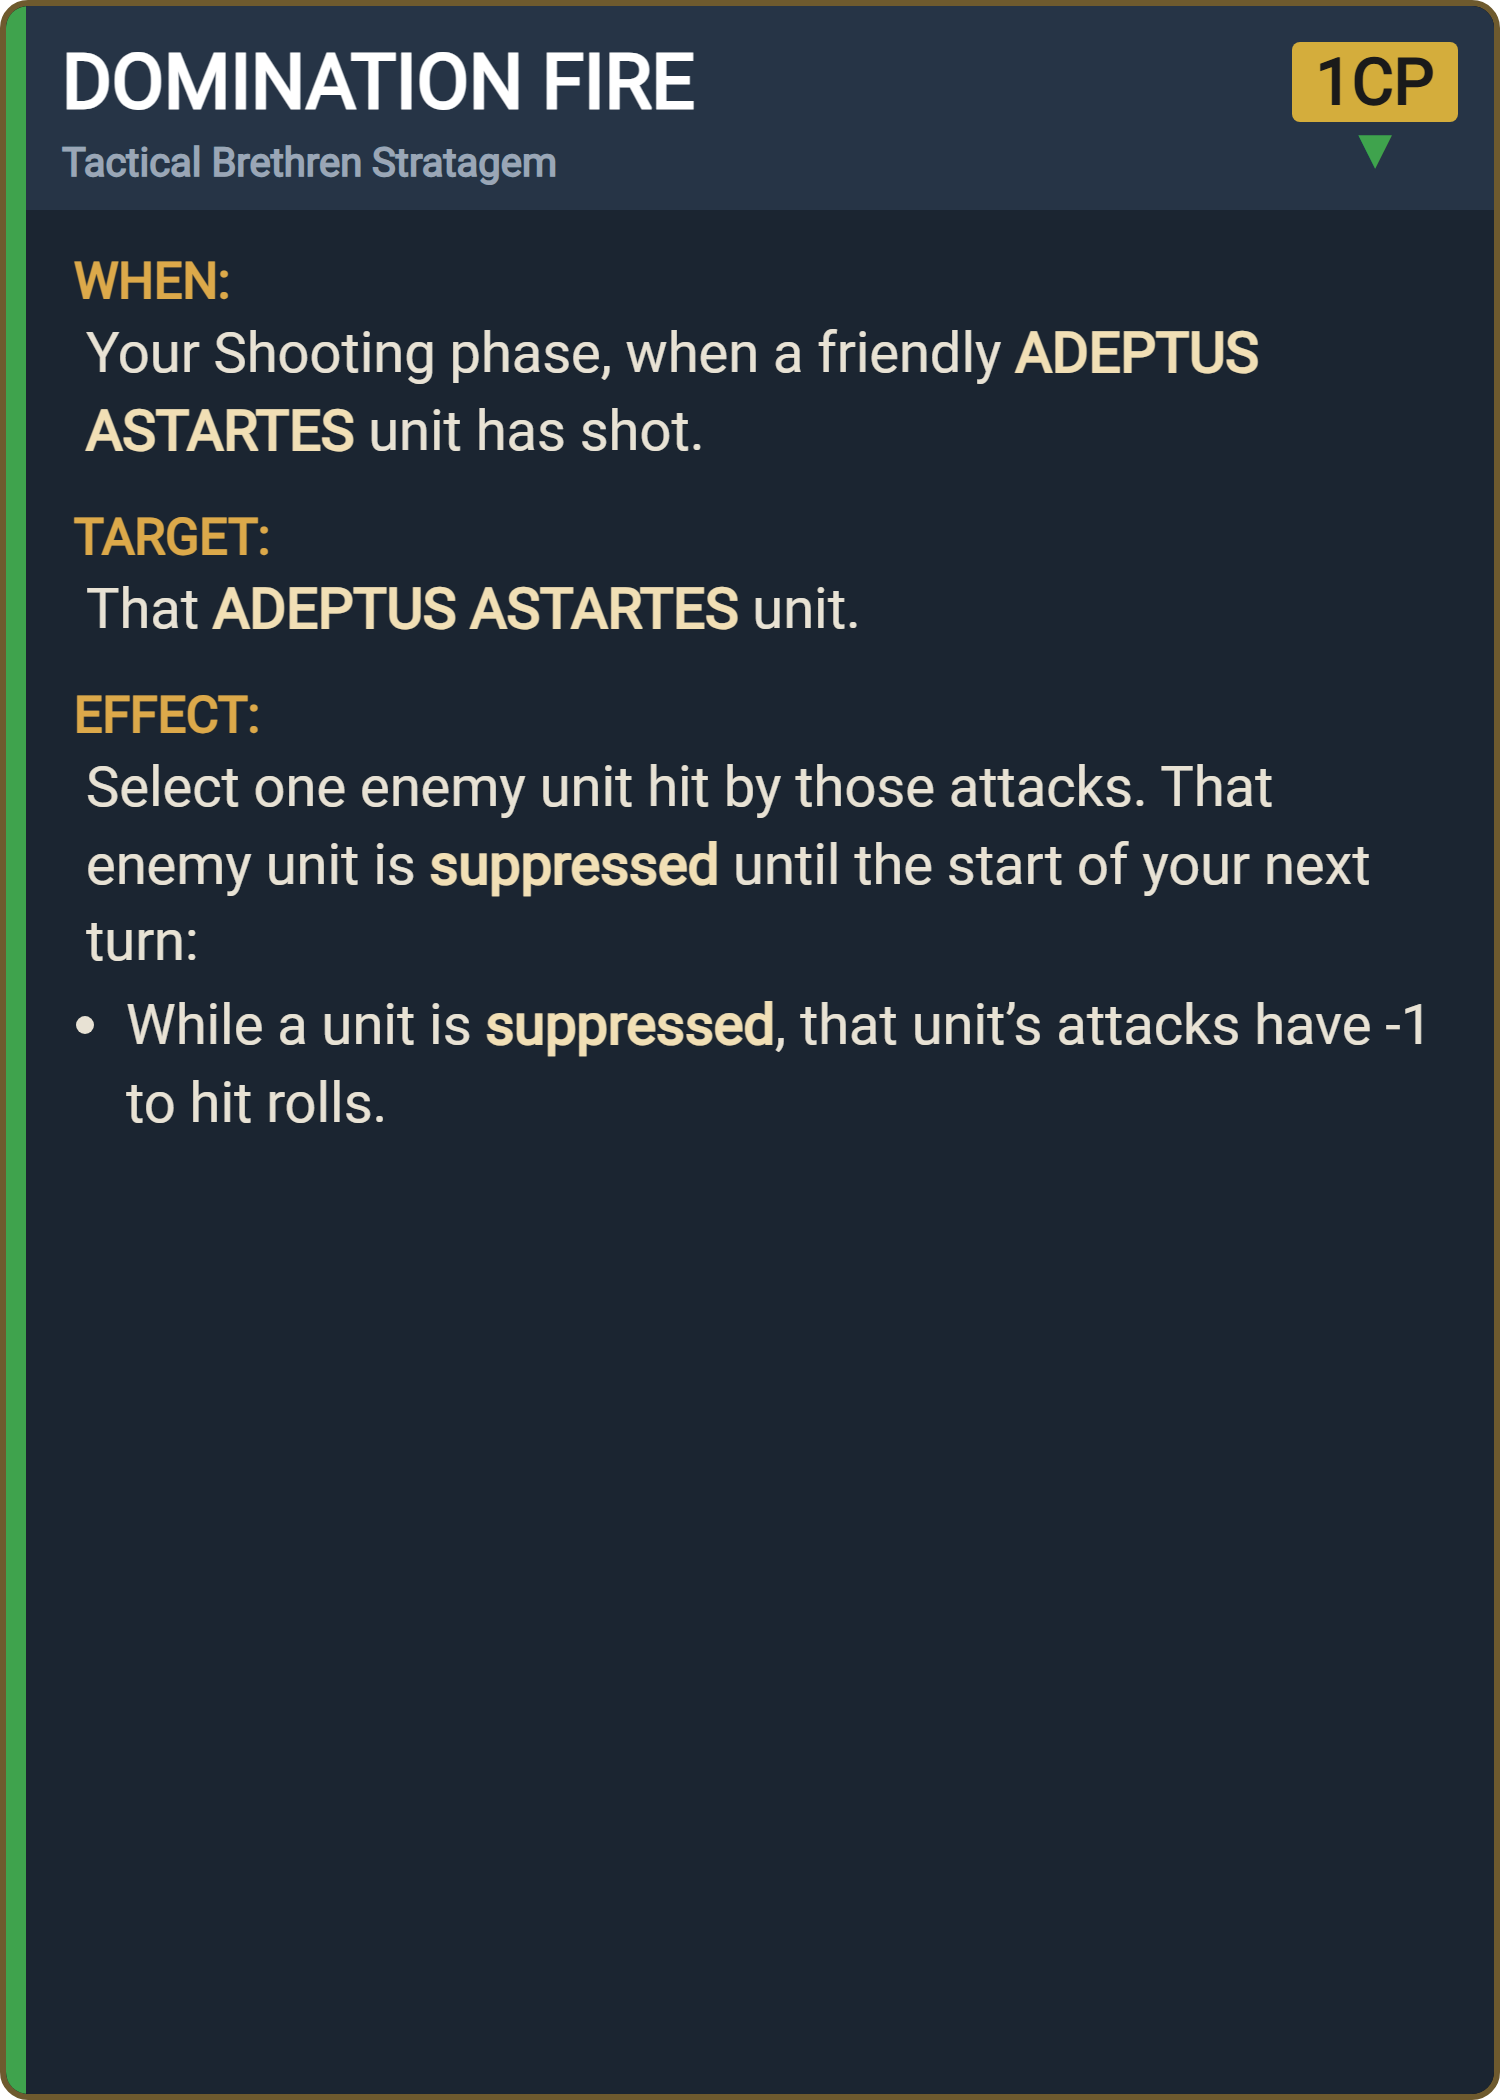 DOMINATION FIRE
1CP
Tactical Brethren Stratagem
WHEN:
Your Shooting phase, when a friendly ADEPTUS
ASTARTES unit has shot.
TARGET:
That ADEPTUS ASTARTES unit.
EFFECT:
Select one enemy unit hit by those attacks. That
enemy unit is suppressed until the start of your next
turn:
• While a unit is suppressed, that unit’s attacks have -1
to hit rolls.